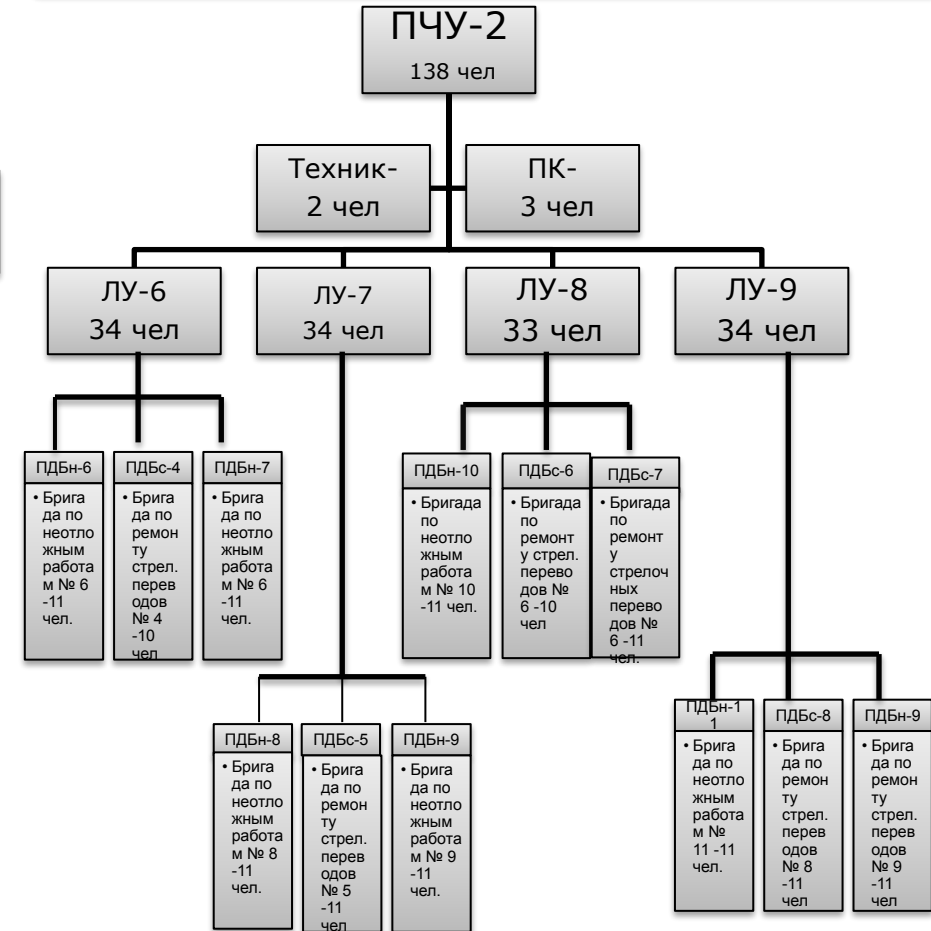 ПЧУ-2
138 чел
Техник-
2 чел
ПК-
3 чел
ЛУ-6
34 чел
ЛУ-7
34 чел
ЛУ-8
33 чел
ЛУ-9
34 чел
ПДБн-6
• Брига
да по
неотло
жным
работа
м № 6
-11
чел.
ПДБс-4
• Брига
да по
ремон
ту
стрел.
перев
одов
№ 4
-10
чел
ПДБн-7
• Брига
да по
неотло
жным
работа
м № 6
-11
чел.
ПДБн-10
• Бригада
по
неотло
жным
работа
м № 10
-11 чел.
ПДБс-6
• Бригада
по
ремонт
у стрел.
перево
дов №
6 -10
чел
ПДБс-7
• Бригада
по
ремонт
у
стрелоч
ных
перево
дов №
6 -11
чел.
ПДБн-8
• Брига
да по
неотло
жным
работа
м № 8
-11
чел.
ПДБс-5
• Брига
да по
ремон
ту
стрел.
перев
одов
№ 5
-11
чел
ПДБн-9
• Брига
да по
неотло
жным
работа
м № 9
-11
чел.
ПДБн-1
1
• Брига
да по
неотло
жным
работа
м №
11 -11
чел.
ПДБс-8
• Брига
да по
ремон
ту
стрел.
перев
одов
№ 8
-11
чел
ПДБн-9
• Брига
да по
ремон
ту
стрел.
перев
одов
№ 9
-11
чел